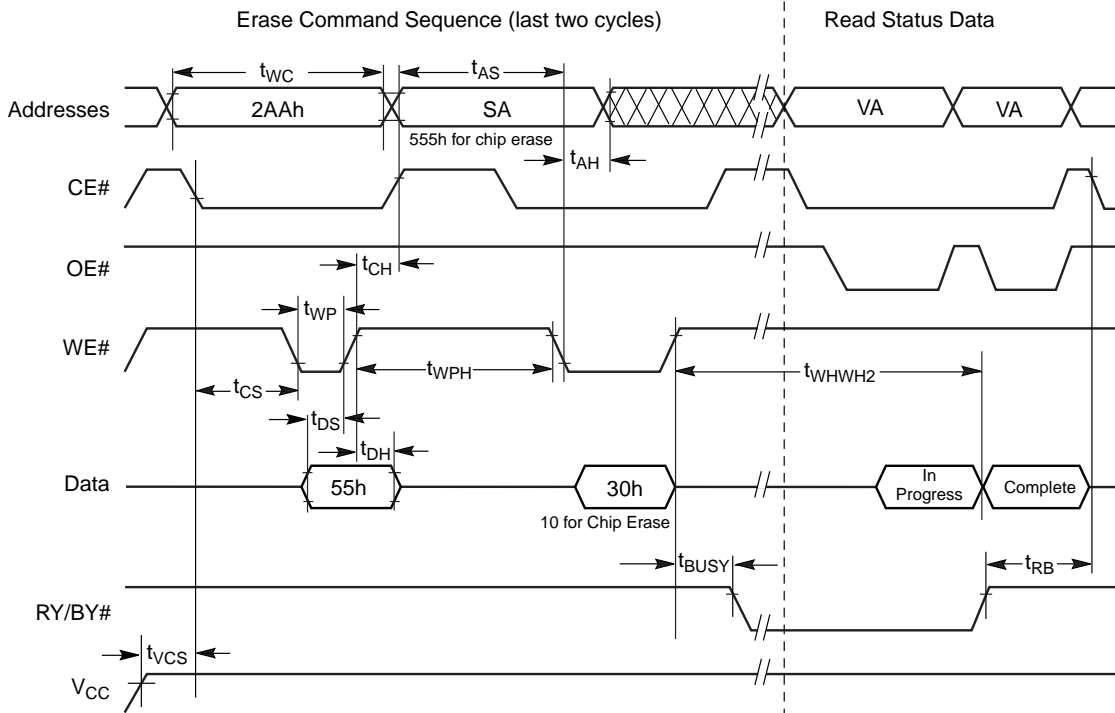 Erase Command Sequence (last two cycles)
Read Status Data
tWC
tAS
Addresses
2AAh
SA
VA
VA
555h for chip erase
tAH
CE#
OE#
tCH
tWP
WE#
tWPH
tWHWH2
tCS
tDS
tDH
Data
55h
30h
In
Progress
Complete
10 for Chip Erase
tBUSY
tRB
RY/BY#
tVCS
VCC